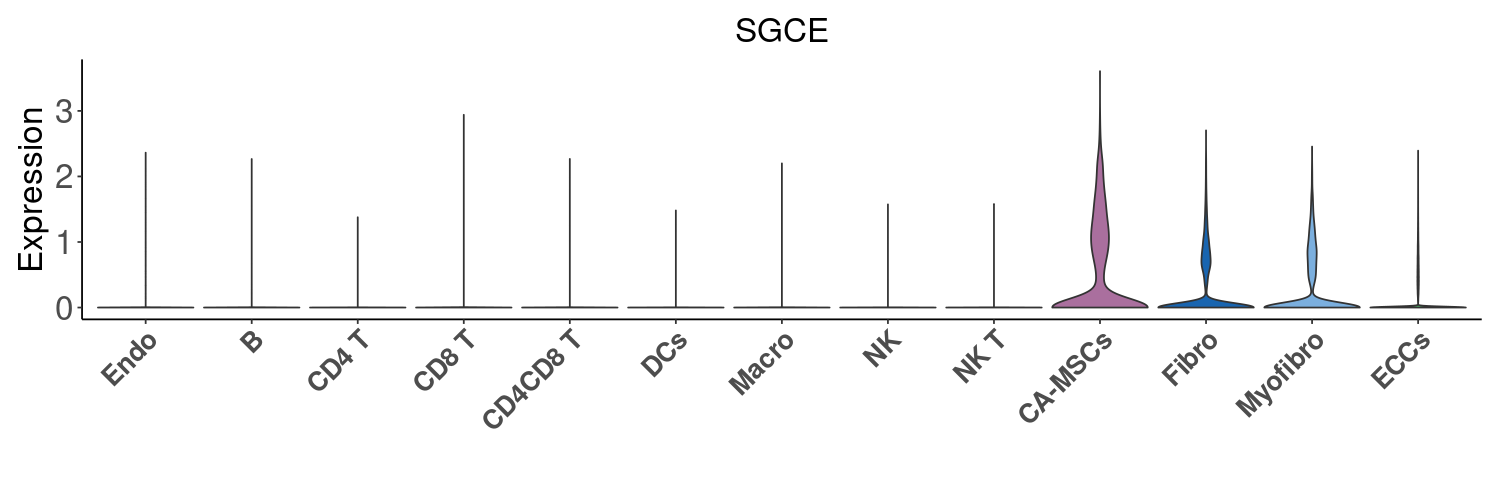 SGCE
Expression
3
2
1
0
Endo
B
CD4 T
CD8 T
CD4CD8 T
DCs
Macro
NK
NK T
CA-MSCs
Fibro
Myofibro
ECCs